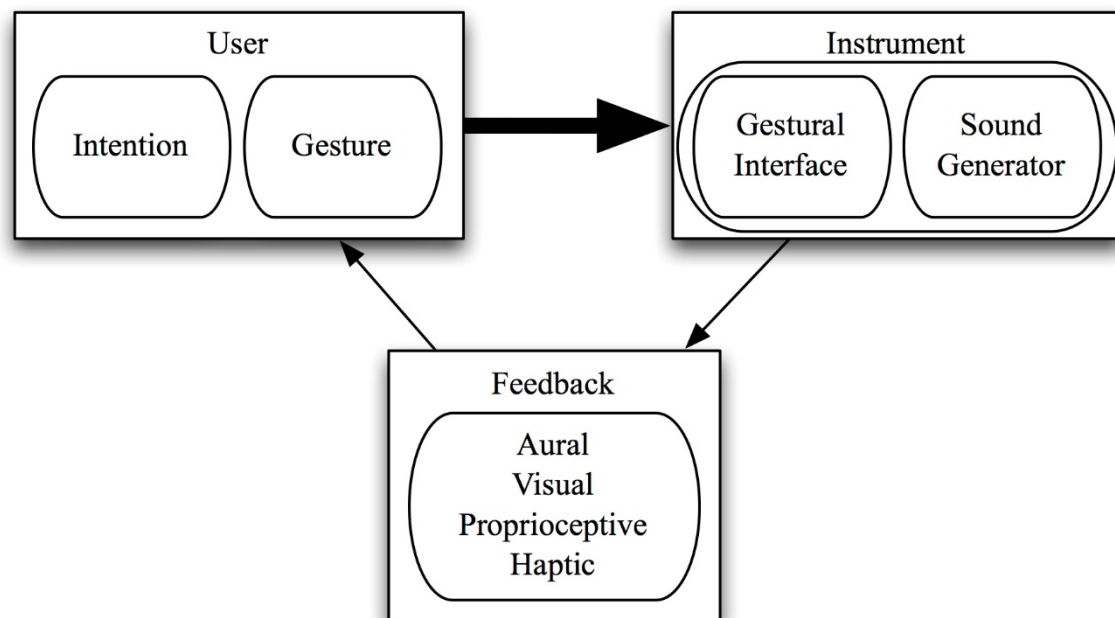 User
Intention
Gesture
Instrument
Gestural
Interface
Sound
Generator
Feedback
Aural
Visual
Proprioceptive
Haptic